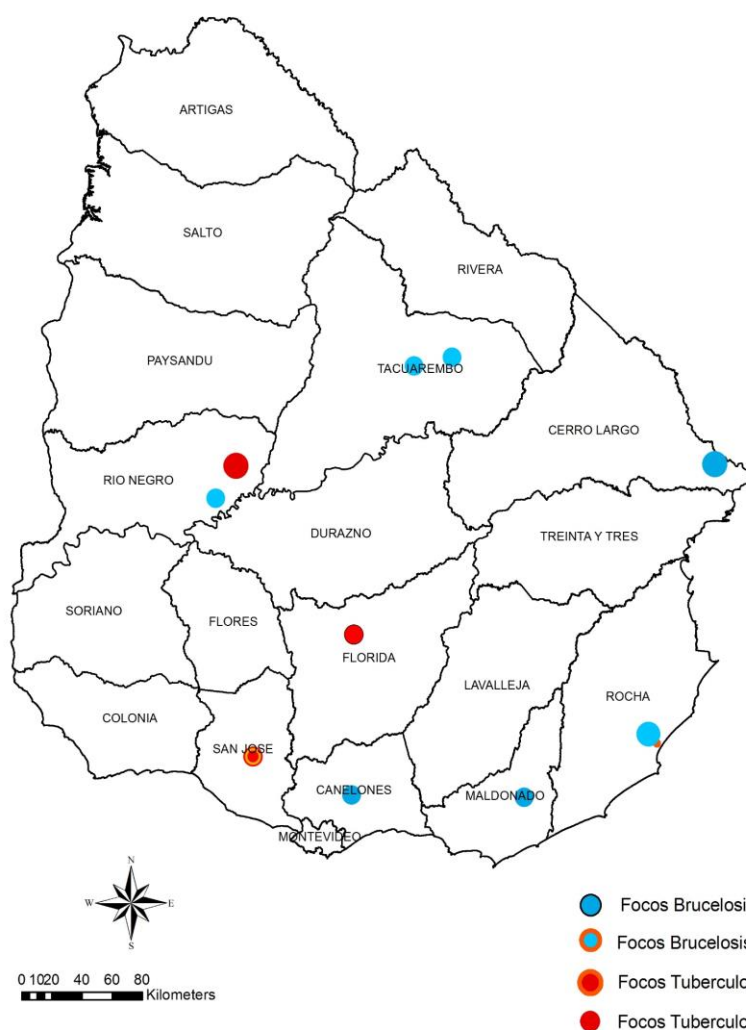 ARTIGAS
SALTO
RIVERA
PAYSANDU
TACUAREMBO
CERRO LARGO
RIO NEGRO
DURAZNO
TREINTA Y TRES
SORIANO
FLORES
FLORIDA
LAVALLEJA
ROCHA
COLONIA
SAN JOSE
CANELONES
MALDONADO
MONTEVIDEO
N
W E
S
0 10 20 40 60 80
Kilometers
Focos Brucelosi
Focos Brucelosis
Focos Tuberculo
Focos Tuberculo